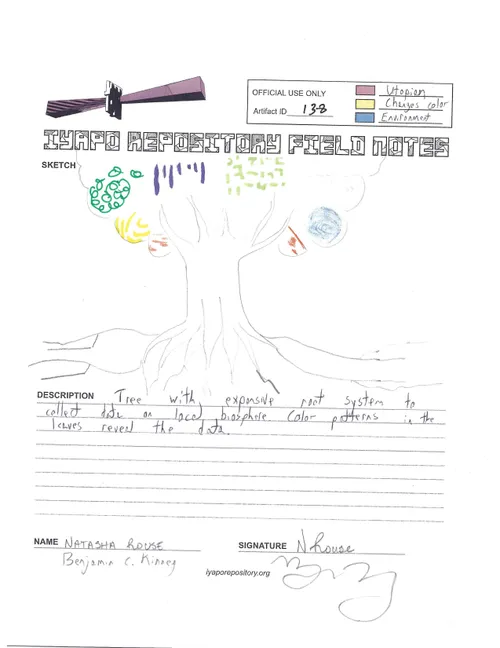 OFFICIAL USE ONLY
Artifact ID 138
Utopian
Changes color
Environment
IYAPO REPOSITORY FIELD NOTES
SKETCH
DESCRIPTION Tree with expansive root system to
collect data on local biosphere Color patterns in the
leaves reveal the data.
NAME NATASHA ROUSE
Benjamin C. Kinney
SIGNATURE N Rouse
iyaporepository.org